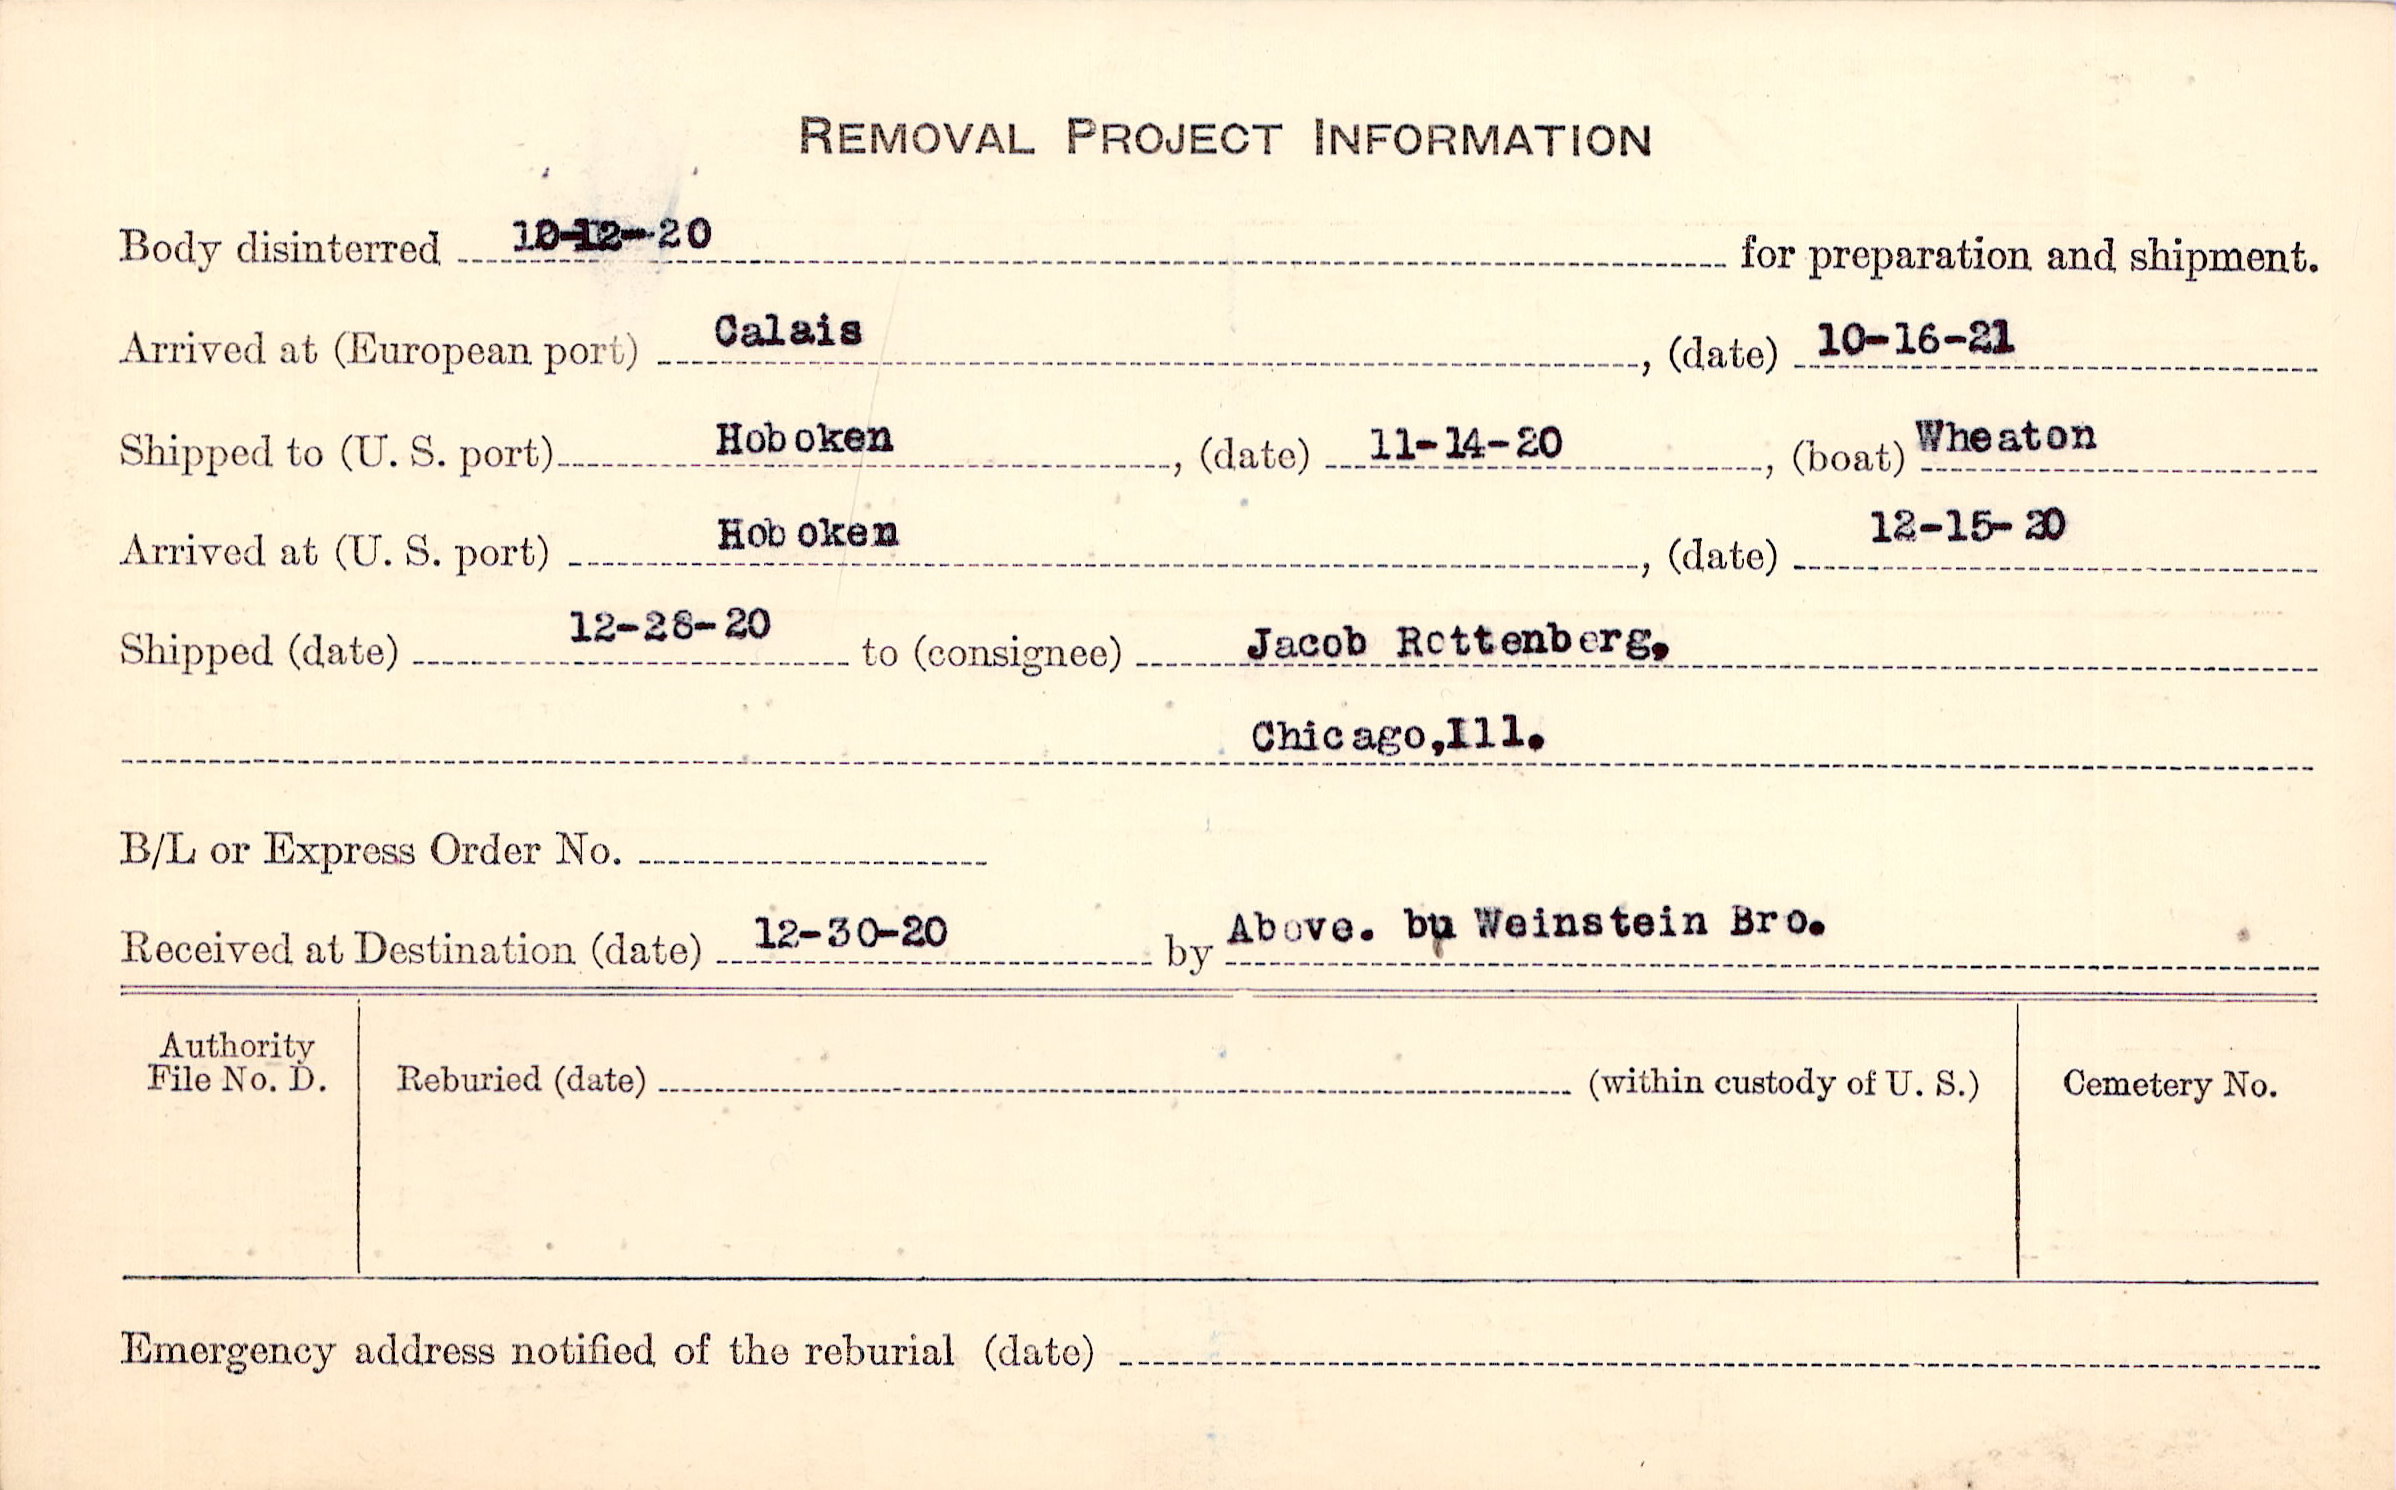 REMOVAL PROJECT INFORMATION
Body disinterred 10-12-20 for preparation and shipment.
Arrived at (European port) Calais, (date) 10-16-21
Shipped to (U. S. port) Hoboken, (date) 11-14-20, (boat) Wheaton
Arrived at (U. S. port) Hoboken, (date) 12-15-20
Shipped (date) 12-28-20 to (consignee) Jacob Rottenberg,
Chicago,Ill.
B/L or Express Order No.
Received at Destination (date) 12-30-20 by Above. bu Weinstein Bro.
Authority
File No. D.
Reburied (date) (within custody of U. S.)
Cemetery No.
Emergency address notified of the reburial (date)